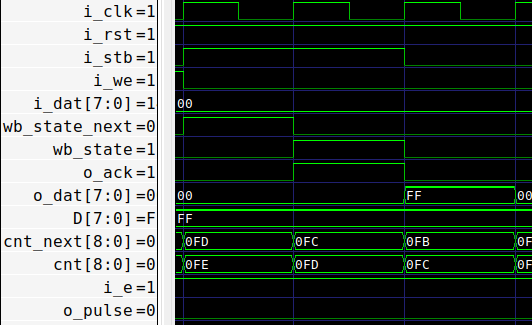 i_clk=1
i_rst=1
i_stb=1
i_we=1
i_dat[7:0]=1 00
wb_state_next=0
wb_state=1
o_ack=1
o_dat[7:0]=0 00 FF 00
D[7:0]=F FF
cnt_next[8:0]=0 0FD 0FC 0FB 0F
cnt[8:0]=0 0FE 0FD 0FC 0F
i_e=1
o_pulse=0